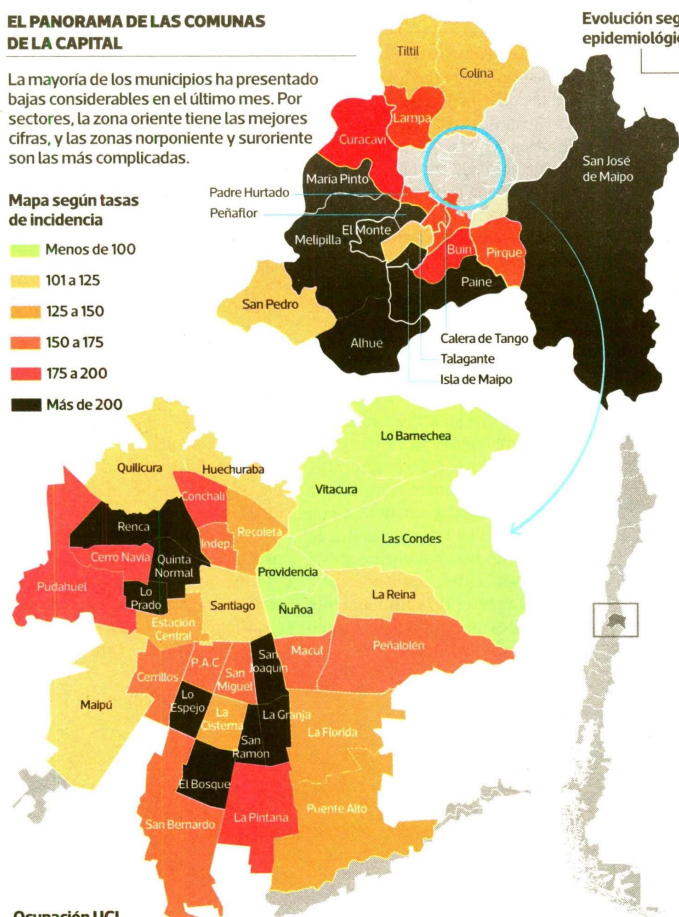 EL PANORAMA DE LAS COMUNAS
DE LA CAPITAL
La mayoría de los municipios ha presentado
bajas considerables en el último mes. Por
sectores, la zona oriente tiene las mejores
cifras, y las zonas norponiente y suroriente
son las más complicadas.
Mapa según tasas
de incidencia
Menos de 100
101 a 125
125 a 150
150 a 175
175 a 200
Más de 200
Evolución seg
epidemiológi
Tiltil
Colina
Lampa
Curacaví
María Pinto
Padre Hurtado
Peñaflor
San José
de Maipo
Melipilla
El Monte
Buin
Pirque
Paine
San Pedro
Alhué
Calera de Tango
Talagante
Isla de Maipo
Lo Barnechea
Quilicura
Huechuraba
Vitacura
Conchalí
Renca
Recoleta
Indep.
Las Condes
Cerro Navia
Quinta
Normal
Pudahuel
Providencia
Lo
Prado
Santiago
Ñuñoa
La Reina
Estación
Central
Cerrillos
P.A.C
San
Miguel
San
Joaquín
Macul
Peñalolén
Maipú
Lo
Espejo
La
Cisterna
La Granja
San
Ramón
La Florida
El Bosque
San Bernardo
La Pintana
Puente Alto
Ocupación UCI